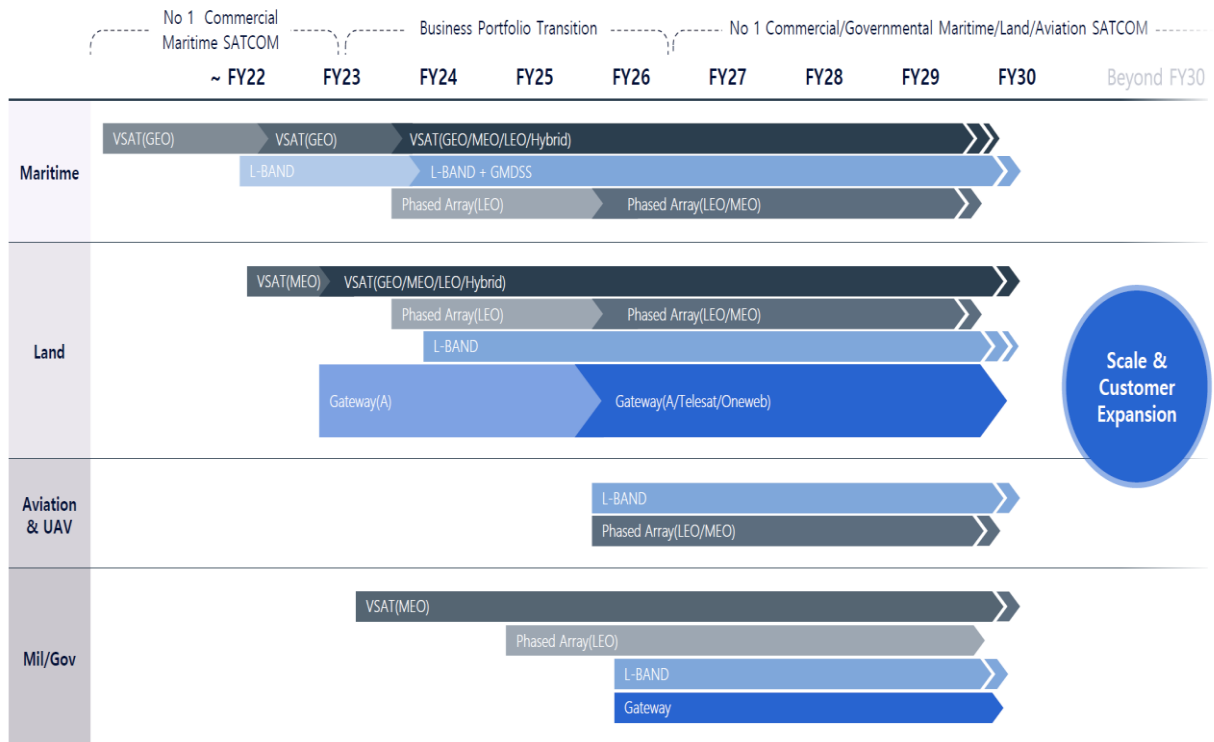 No 1 Commercial
Maritime SATCOM
Business Portfolio Transition
No 1 Commercial/Governmental Maritime/Land/Aviation SATCOM
~ FY22 FY23 FY24 FY25 FY26 FY27 FY28 FY29 FY30 Beyond FY30
Maritime
VSAT(GEO) VSAT(GEO) VSAT(GEO/MEO/LEO/Hybrid)
L-BAND L-BAND + GMDSS
Phased Array(LEO) Phased Array(LEO/MEO)
Land
VSAT(MEO) VSAT(GEO/MEO/LEO/Hybrid)
Phased Array(LEO) Phased Array(LEO/MEO)
L-BAND
Gateway(A) Gateway(A/Telesat/Oneweb)
Scale &
Customer
Expansion
Aviation
& UAV
L-BAND
Phased Array(LEO/MEO)
Mil/Gov
VSAT(MEO)
Phased Array(LEO)
L-BAND
Gateway